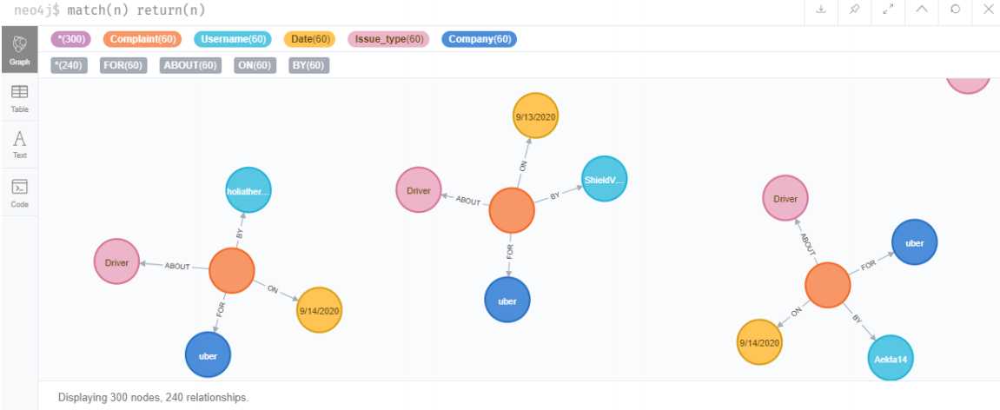 neo4j$ match(n) return(n)
*(300) Complaint(60) Username(60) Date(60) Issue_type(60) Company(60)
*(240) FOR(60) ABOUT(60) ON(60) BY(60)
Graph
Table
Text
Code
holiather...
BY
Driver
ABOUT
ON
9/14/2020
FOR
uber
9/13/2020
ON
ShieldV...
BY
Driver
ABOUT
FOR
uber
Driver
ABOUT
uber
FOR
ON
9/14/2020
BY
Aekta14
Displaying 300 nodes, 240 relationships.